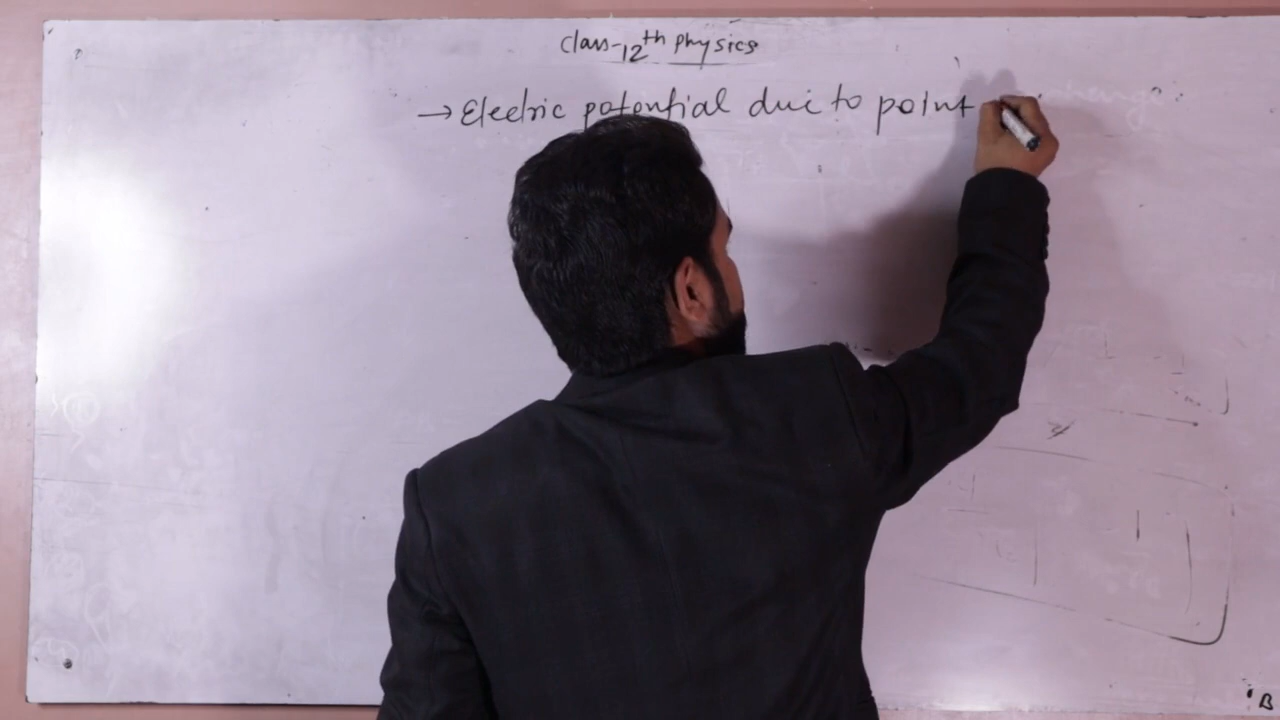 Class-12th Physics
→ Electric potential due to point
B